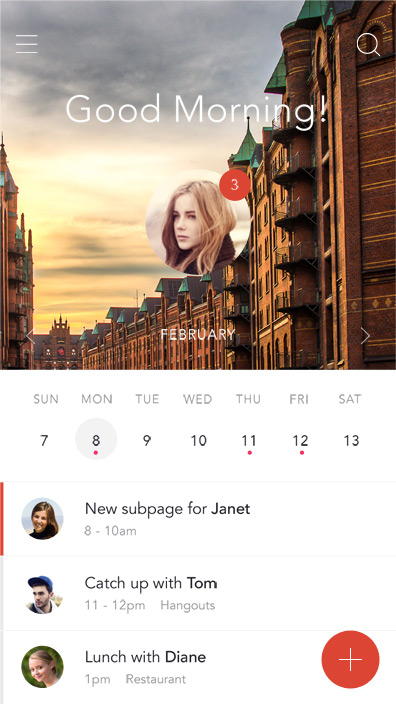 Good Morning!
3
FEBRUARY
SUN MON TUE WED THU FRI SAT
7 8 9 10 11 12 13
New subpage for Janet
8 - 10am
Catch up with Tom
11 - 12pm Hangouts
Lunch with Diane
1pm Restaurant